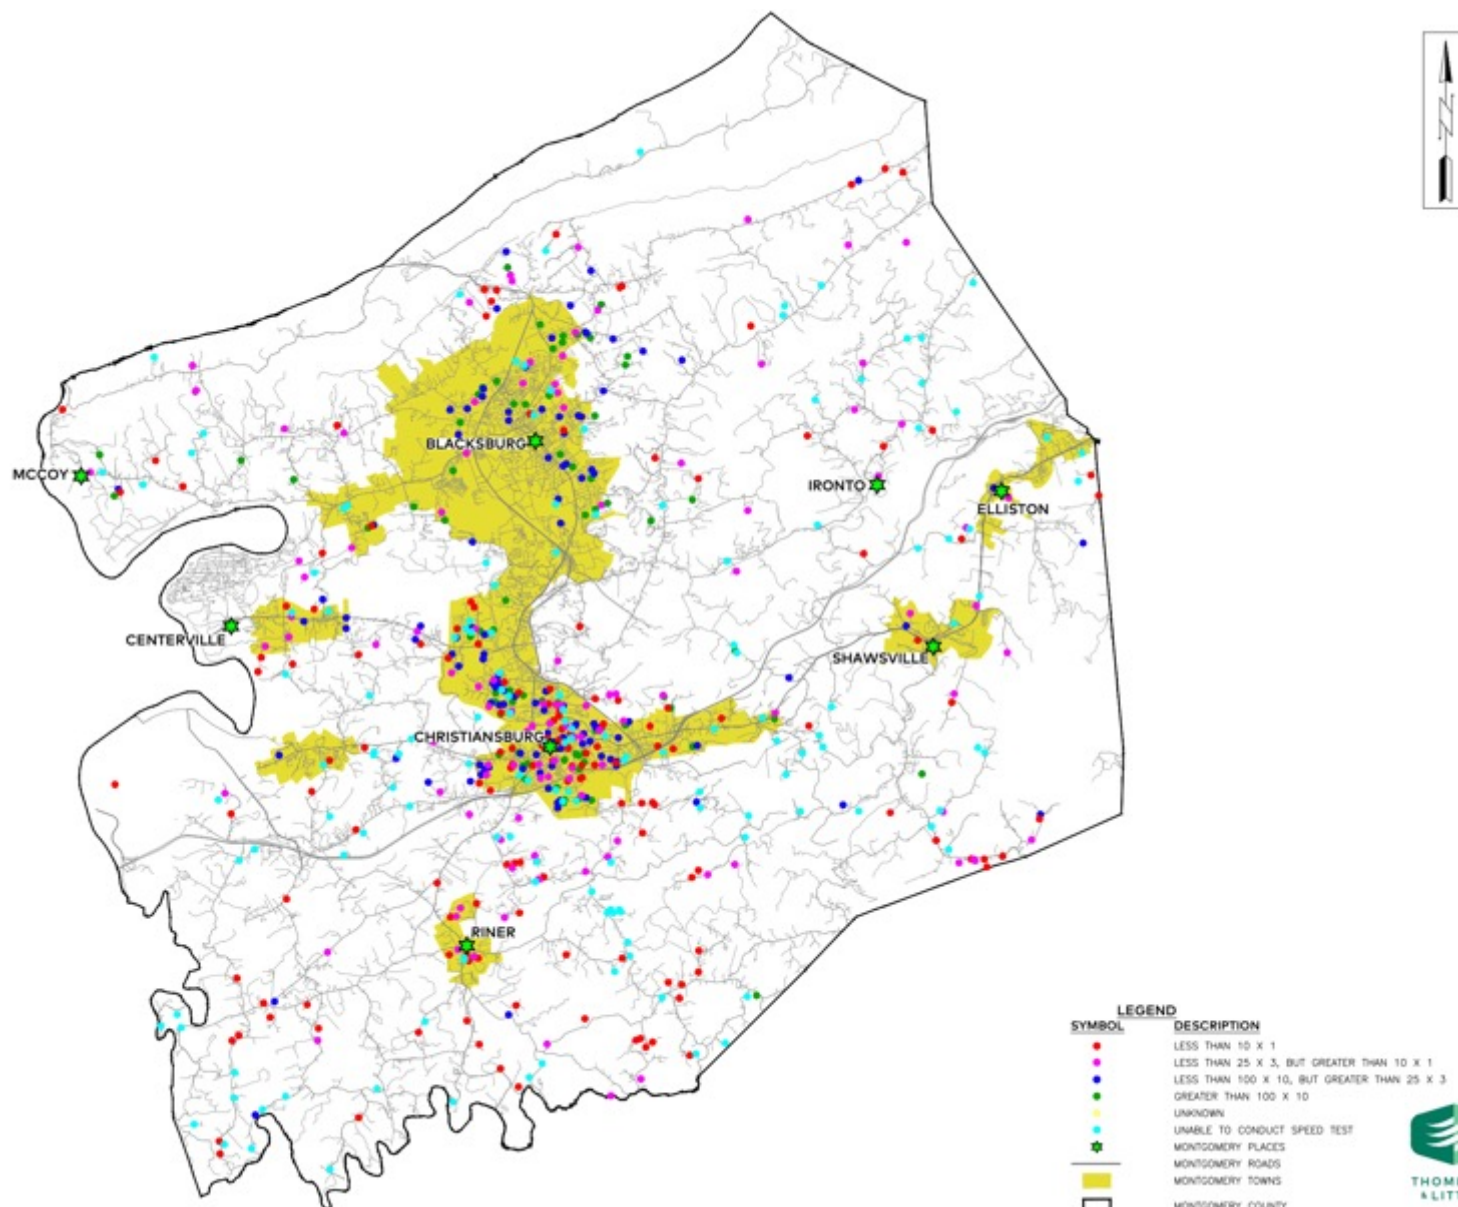 N
BLACKSBURG
MCCOY
IRONTO
ELLISTON
CENTERVILLE
SHAWSVILLE
CHRISTIANSBURG
RINER
LEGEND
SYMBOL DESCRIPTION
LESS THAN 10 X 1
LESS THAN 25 X 3, BUT GREATER THAN 10 X 1
LESS THAN 100 X 10, BUT GREATER THAN 25 X 3
GREATER THAN 100 X 10
UNKNOWN
UNABLE TO CONDUCT SPEED TEST
MONTGOMERY PLACES
MONTGOMERY ROADS
MONTGOMERY TOWNS
MONTGOMERY COUNTY
THOM
& LIT